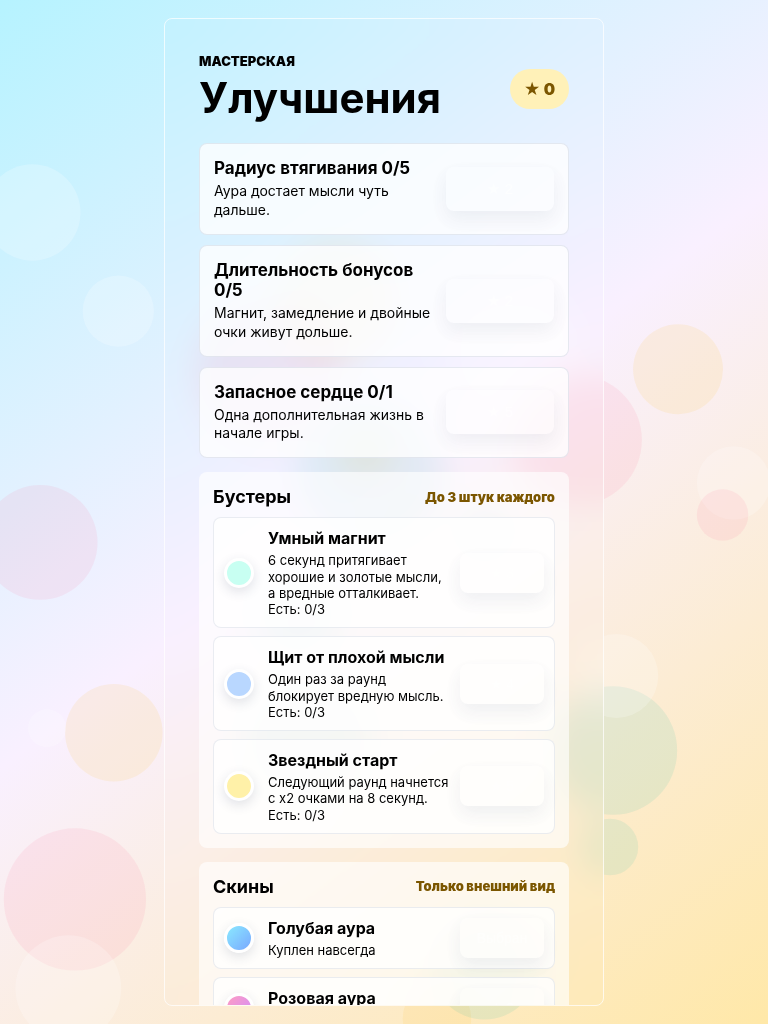 МАСТЕРСКАЯ
Улучшения
★ 0
Радиус втягивания 0/5
Аура достает мысли чуть
дальше.
Длительность бонусов
0/5
Магнит, замедление и двойные
очки живут дольше.
Запасное сердце 0/1
Одна дополнительная жизнь в
начале игры.
Бустеры
До 3 штук каждого
Умный магнит
6 секунд притягивает
хорошие и золотые мысли,
а вредные отталкивает.
Есть: 0/3
Щит от плохой мысли
Один раз за раунд
блокирует вредную мысль.
Есть: 0/3
Звездный старт
Следующий раунд начнется
с x2 очками на 8 секунд.
Есть: 0/3
Скины
Только внешний вид
Голубая аура
Куплен навсегда
Розовая аура